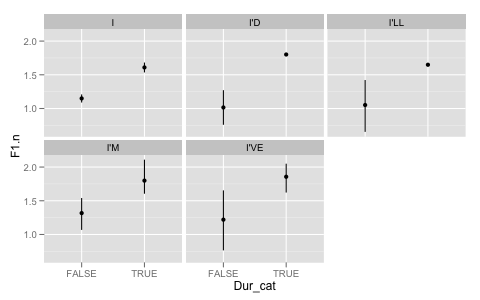 I I'D I'LL
2.0
1.5
1.0
I'M I'VE
2.0
1.5
1.0
F1.n
FALSE TRUE FALSE TRUE
Dur_cat